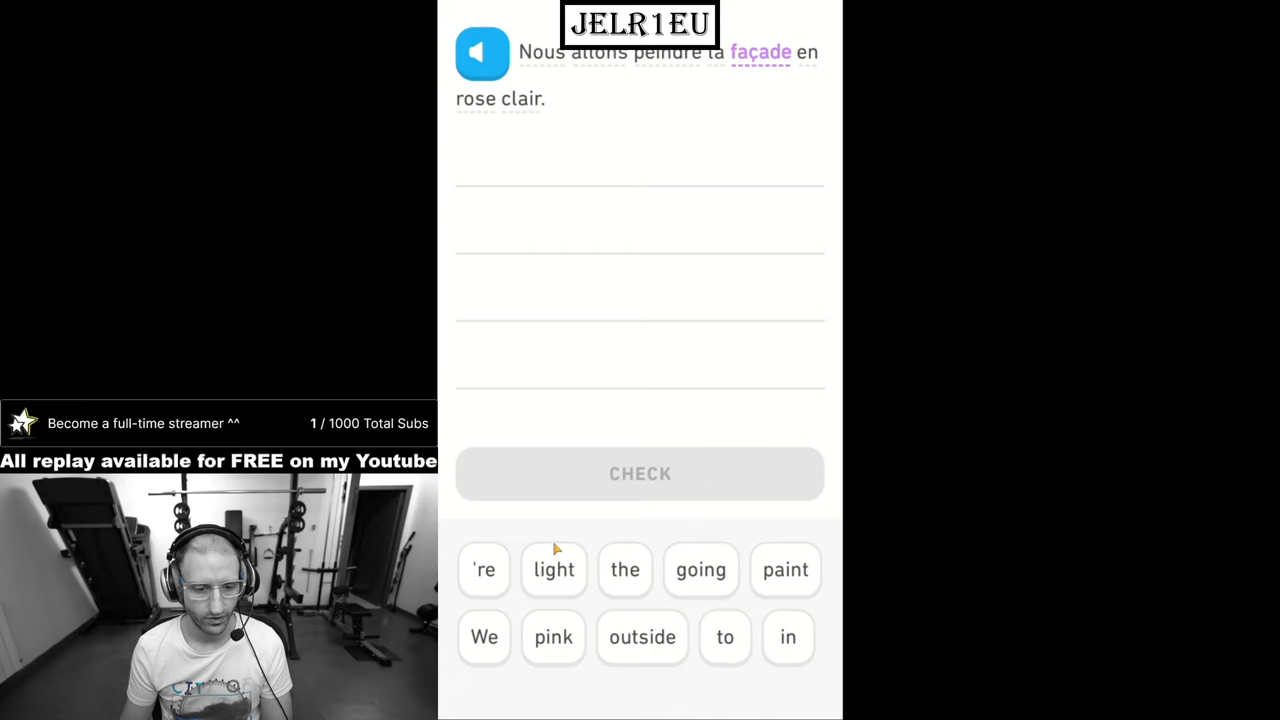 JELR1EU
Nous allons peindre la façade en
rose clair.
Become a full-time streamer ^^ 1 / 1000 Total Subs
All replay available for FREE on my Youtube
CHECK
're light the going paint
We pink outside to in